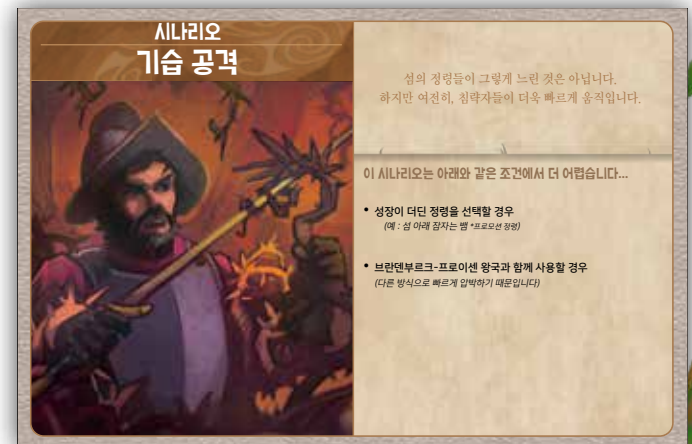 시나리오
기습 공격
섬의 정령들이 그렇게 느린 것은 아닙니다.
하지만 여전히, 침략자들이 더욱 빠르게 움직입니다.
이 시나리오는 아래와 같은 조건에서 더 어렵습니다...
• 성장이 더딘 정령을 선택할 경우
(예 : 섬 아래 잠자는 뱀 *프로모션 정령)
• 브란덴부르크-프로이센 왕국과 함께 사용할 경우
(다른 방식으로 빠르게 압박하기 때문입니다)